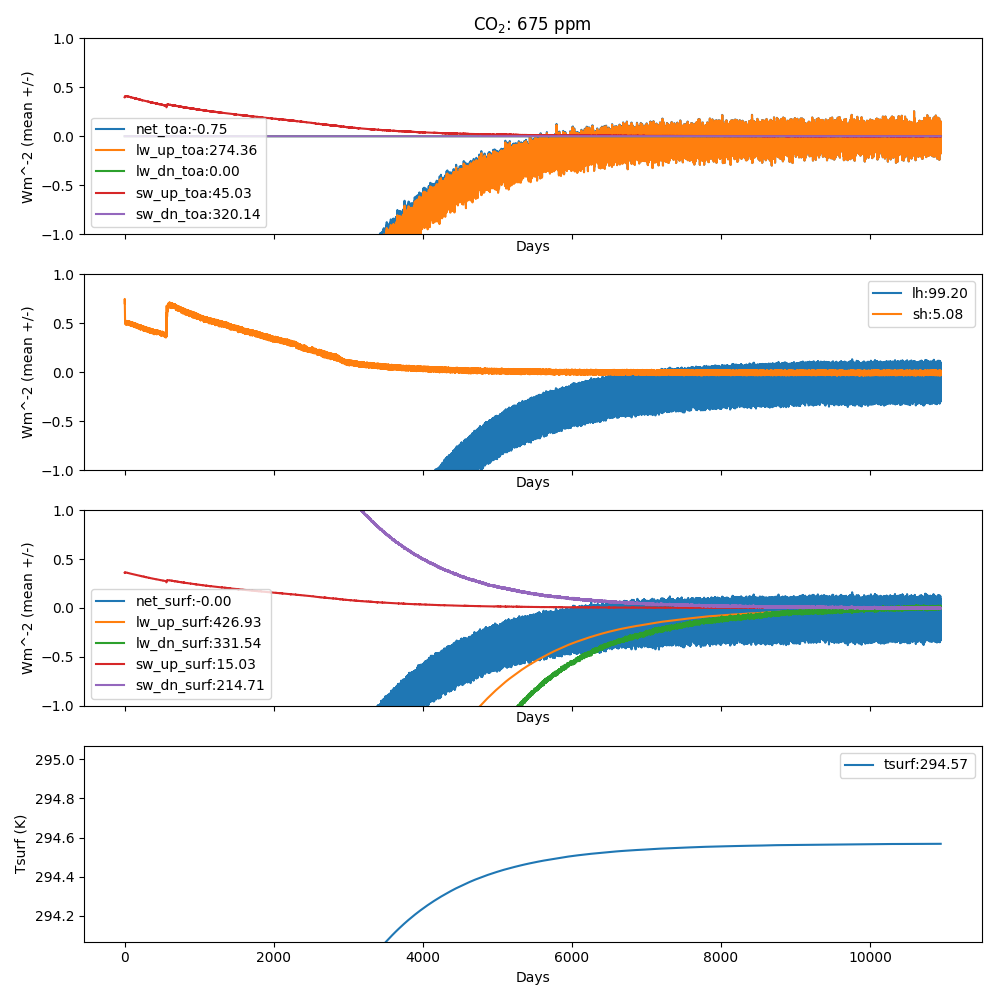 CO₂: 675 ppm
1.0
0.5
0.0
−0.5
−1.0
Wm^-2 (mean +/-)
net_toa:-0.75
lw_up_toa:274.36
lw_dn_toa:0.00
sw_up_toa:45.03
sw_dn_toa:320.14
Days
1.0
0.5
0.0
−0.5
−1.0
Wm^-2 (mean +/-)
lh:99.20
sh:5.08
Days
1.0
0.5
0.0
−0.5
−1.0
Wm^-2 (mean +/-)
net_surf:-0.00
lw_up_surf:426.93
lw_dn_surf:331.54
sw_up_surf:15.03
sw_dn_surf:214.71
Days
295.0
294.8
294.6
294.4
294.2
Tsurf (K)
tsurf:294.57
0 2000 4000 6000 8000 10000
Days